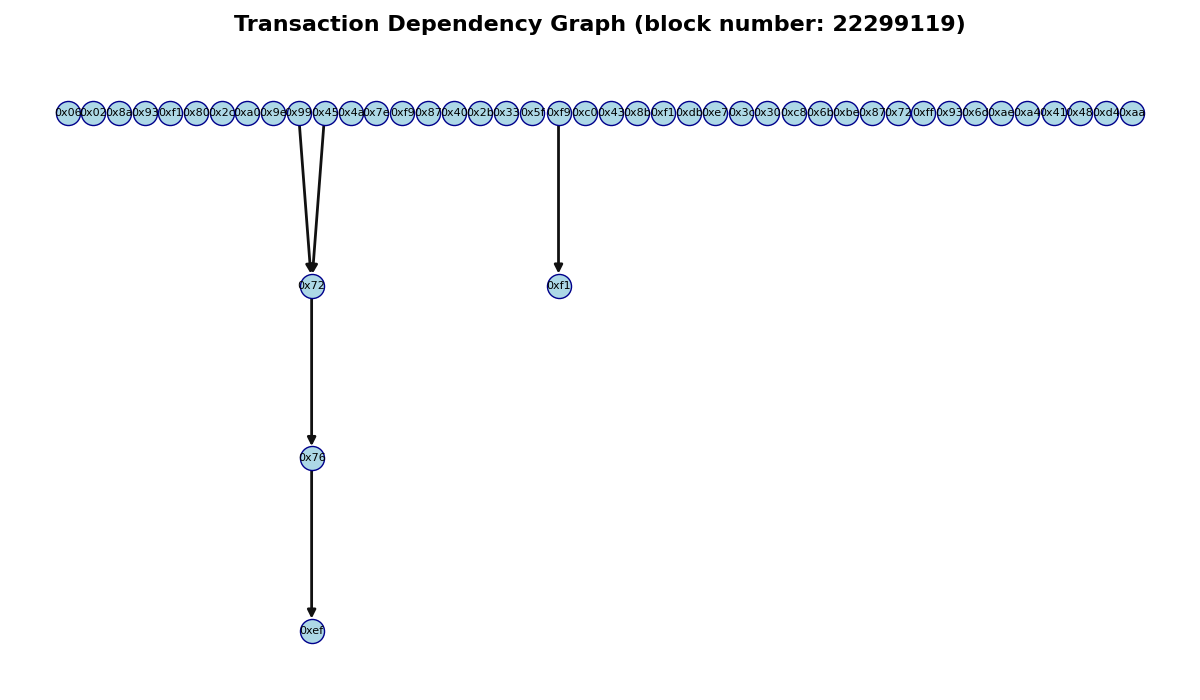 Transaction Dependency Graph (block number: 22299119)
0x06 0x02 0x8a 0x93 0xf1 0x80 0x2c 0xa0 0x9e 0x99 0x45 0x4a 0x7e 0xf9 0x87 0x40 0x2b 0x33 0x5f 0xf9 0xc0 0x43 0x8b 0xf1 0xdb 0xe7 0x3c 0x30 0xc8 0x6b 0xbe 0x87 0x72 0xff 0x93 0x6d 0xae 0xa4 0x41 0x48 0xd4 0xaa
0x72 0xf1
0x76
0xef